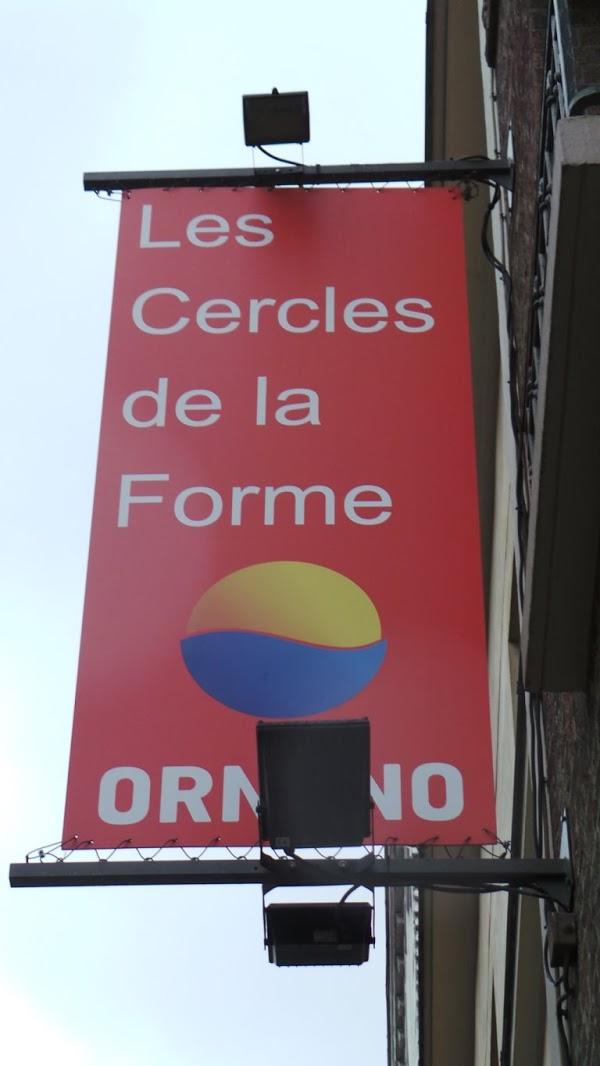 Les
Cercles
de la
Forme